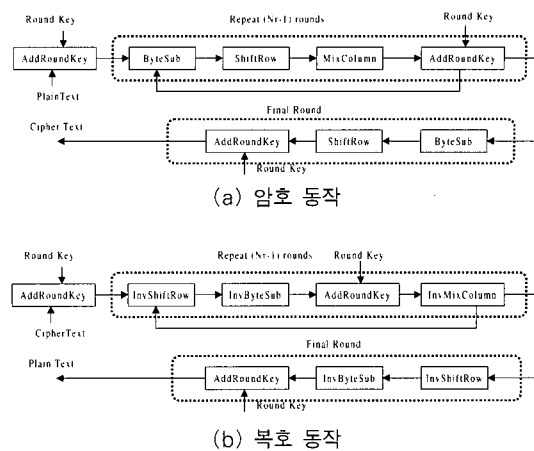 Repeat (Nr-1) rounds
Round Key
Round Key
AddRoundKey
ByteSub
ShiftRow
MixColumn
AddRoundKey
PlainText
Final Round
Cipher Text
AddRoundKey
ShiftRow
ByteSub
Round Key
(a) 암호 동작
Round Key
Repeat (Nr-1) rounds
Round Key
AddRoundKey
InvShiftRow
InvByteSub
AddRoundKey
InvMixColumn
CipherText
Final Round
Plain Text
AddRoundKey
InvByteSub
InvShiftRow
Round Key
(b) 복호 동작